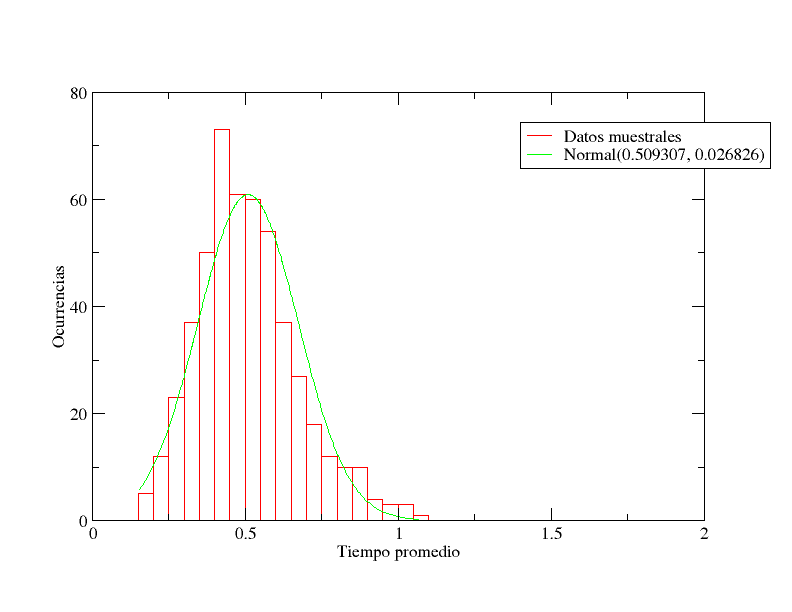 80
60
40
20
0
Ocurrencias
Datos muestrales
Normal(0.509307, 0.026826)
0 0.5 1 1.5 2
Tiempo promedio